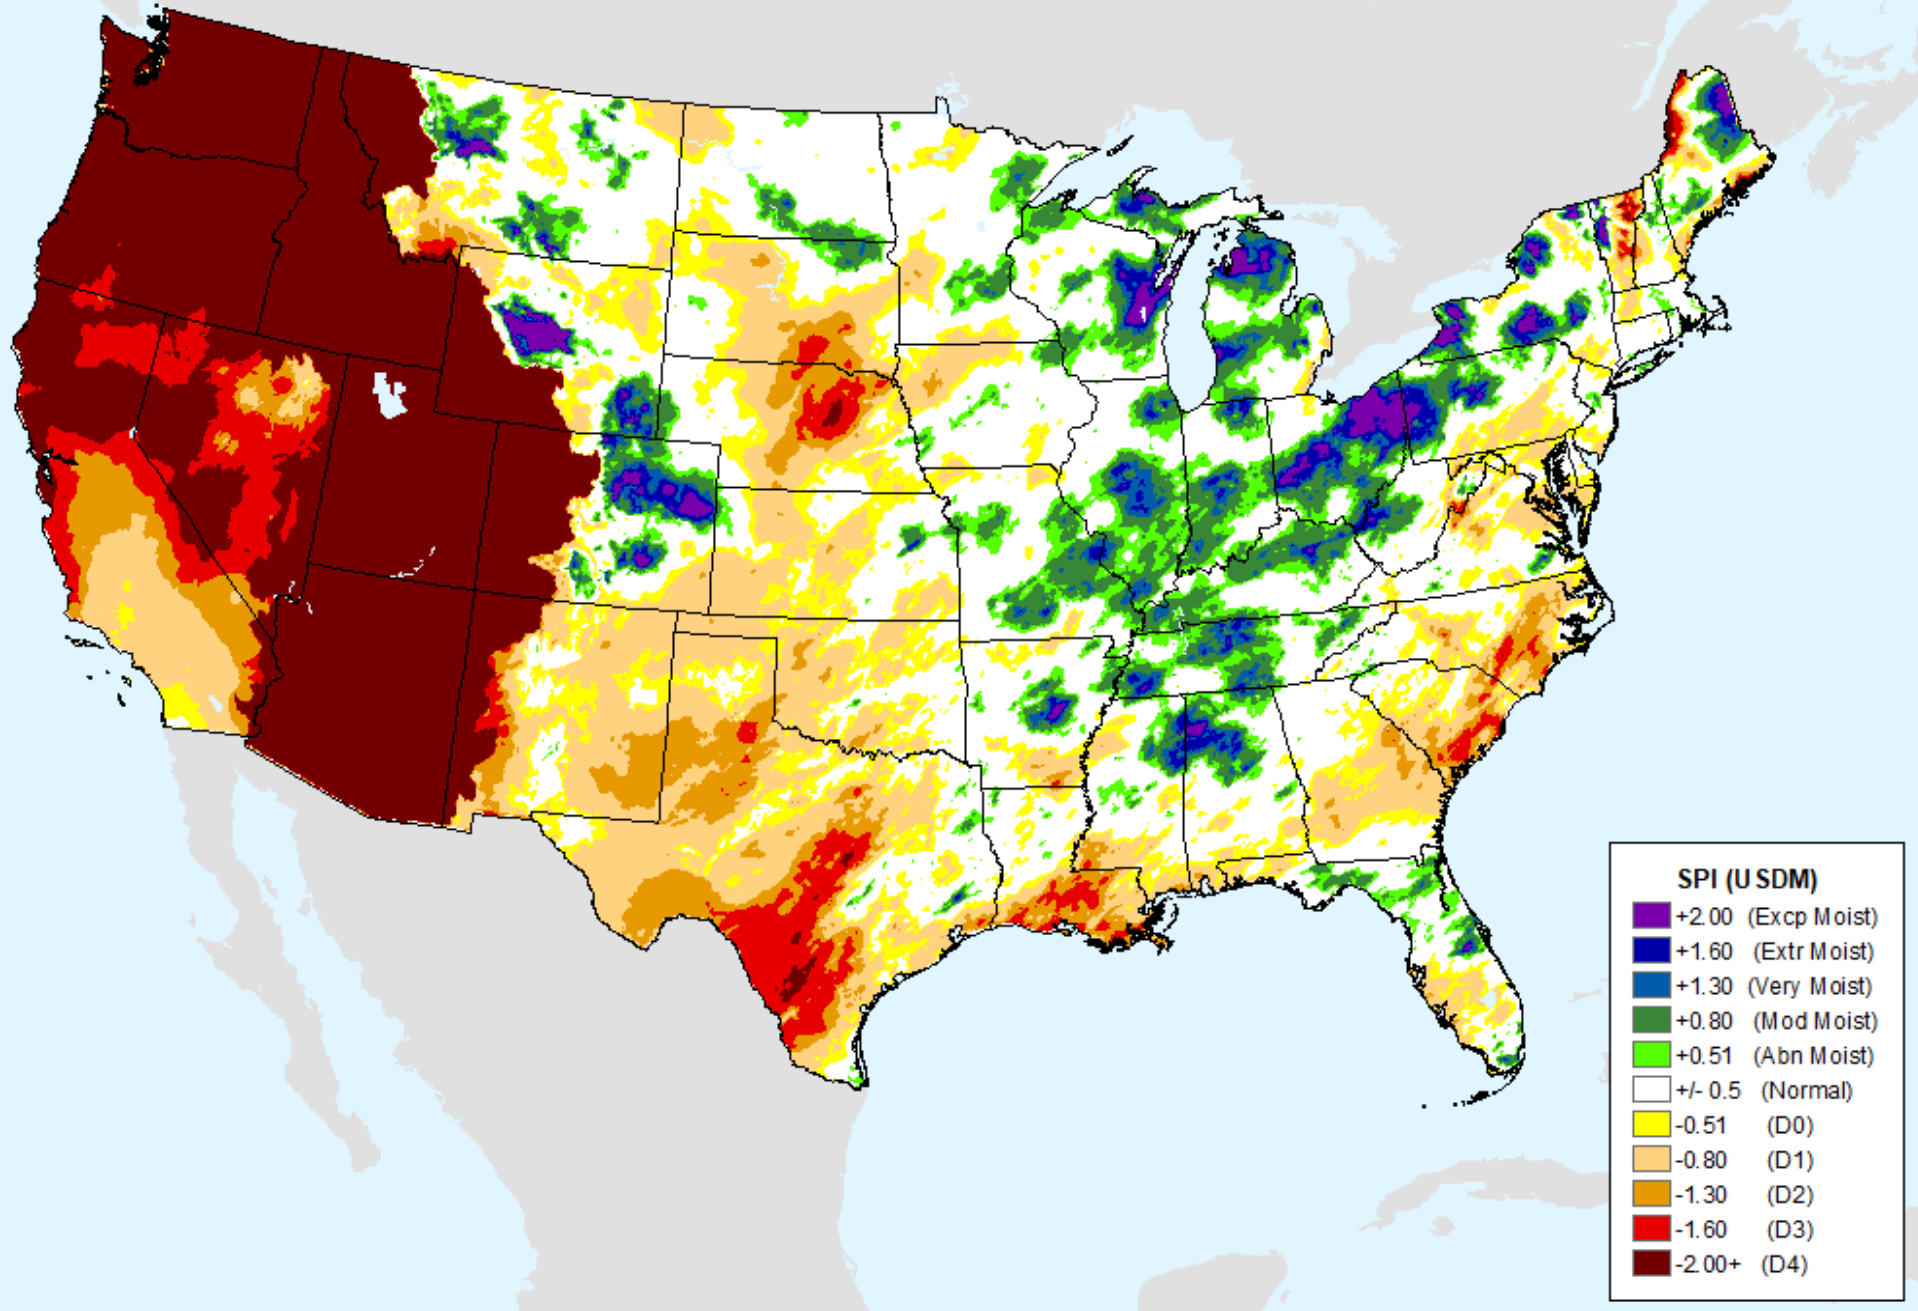 SPI (USDM)
+2.00 (Excp Moist)
+1.60 (Extr Moist)
+1.30 (Very Moist)
+0.80 (Mod Moist)
+0.51 (Abn Moist)
+/- 0.5 (Normal)
-0.51 (D0)
-0.80 (D1)
-1.30 (D2)
-1.60 (D3)
-2.00+ (D4)